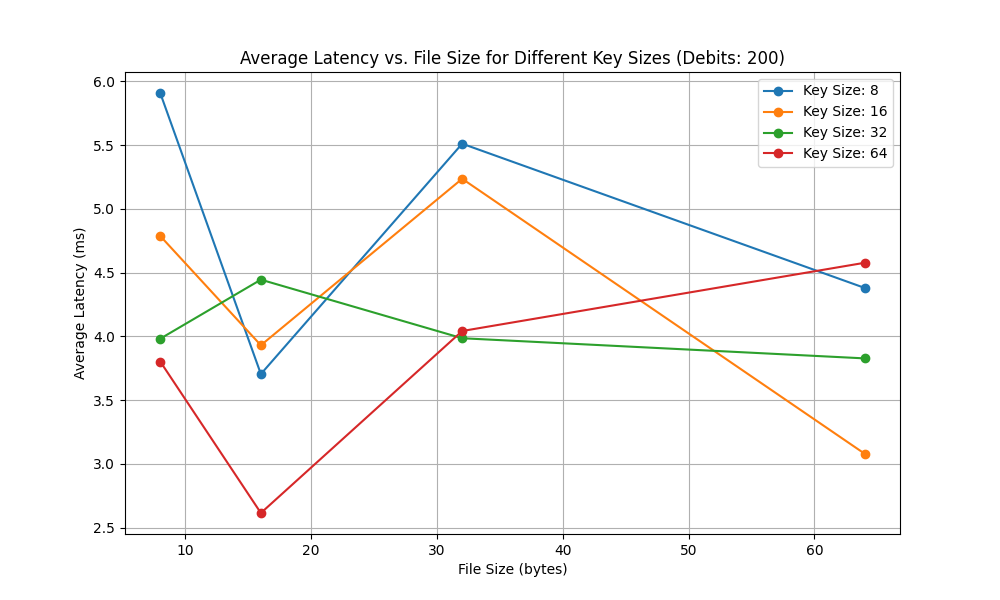 Average Latency vs. File Size for Different Key Sizes (Debits: 200)
Key Size: 8
Key Size: 16
Key Size: 32
Key Size: 64
Average Latency (ms)
6.0
5.5
5.0
4.5
4.0
3.5
3.0
2.5
10 20 30 40 50 60
File Size (bytes)